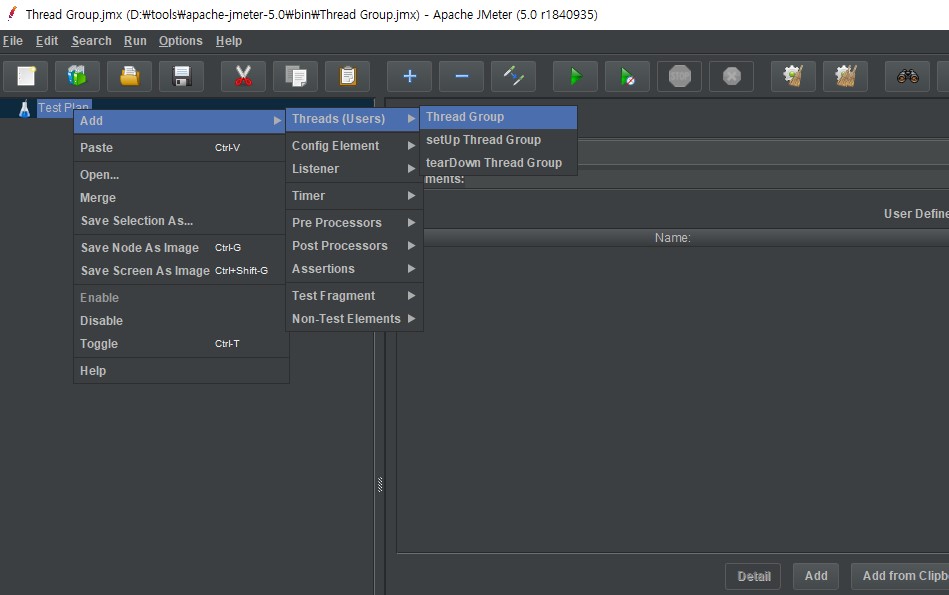 Thread Group.jmx (D:₩tools₩apache-jmeter-5.0₩bin₩Thread Group.jmx) - Apache JMeter (5.0 r1840935)
File Edit Search Run Options Help
STOP
Test Plan
Add
Paste Ctrl-V
Open...
Merge
Save Selection As...
Save Node As Image Ctrl-G
Save Screen As Image Ctrl+Shift-G
Enable
Disable
Toggle Ctrl-T
Help
Threads (Users)
Config Element
Listener
Timer
Pre Processors
Post Processors
Assertions
Test Fragment
Non-Test Elements
Thread Group
setUp Thread Group
tearDown Thread Group
ments:
User Define
Name:
Detail Add Add from Clipb